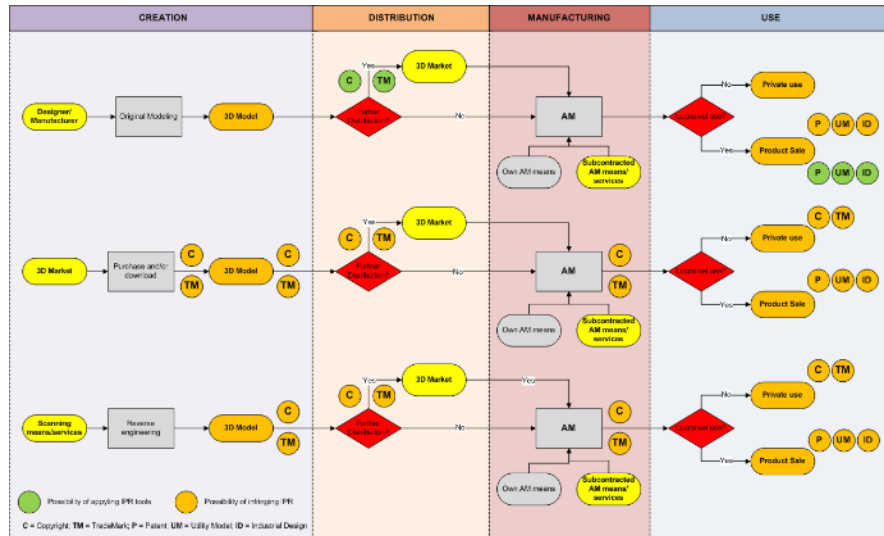 CREATION
DISTRIBUTION
MANUFACTURING
USE
Yes
3D Market
No
Private use
C
TM
Designer/
Manufacturer
Original Modeling
3D Model
Further
Distribution?
No
AM
Lucrative use?
P
UM
ID
Yes
Product Sale
Own AM means
Subcontracted
AM means/
services
P
UM
ID
Yes
3D Market
C
TM
No
Private use
C
TM
C
C
3D Market
Purchase and/or
download
3D Model
Further
Distribution?
No
AM
C
Lucrative use?
TM
TM
TM
P
UM
ID
Yes
Product Sale
Own AM means
Subcontracted
AM means/
services
Yes
3D Market
Yes
C
TM
C
TM
No
Private use
C
C
Scanning
means/services
Reverse
engineering
3D Model
Further
Distribution?
No
AM
Lucrative use?
TM
TM
P
UM
ID
Yes
Product Sale
Own AM means
Subcontracted
AM means/
services
Possibility of applying IPR tools
Possibility of infringing IPR
C = Copyright; TM = TradeMark; P = Patent; UM = Utility Model; ID = Industrial Design